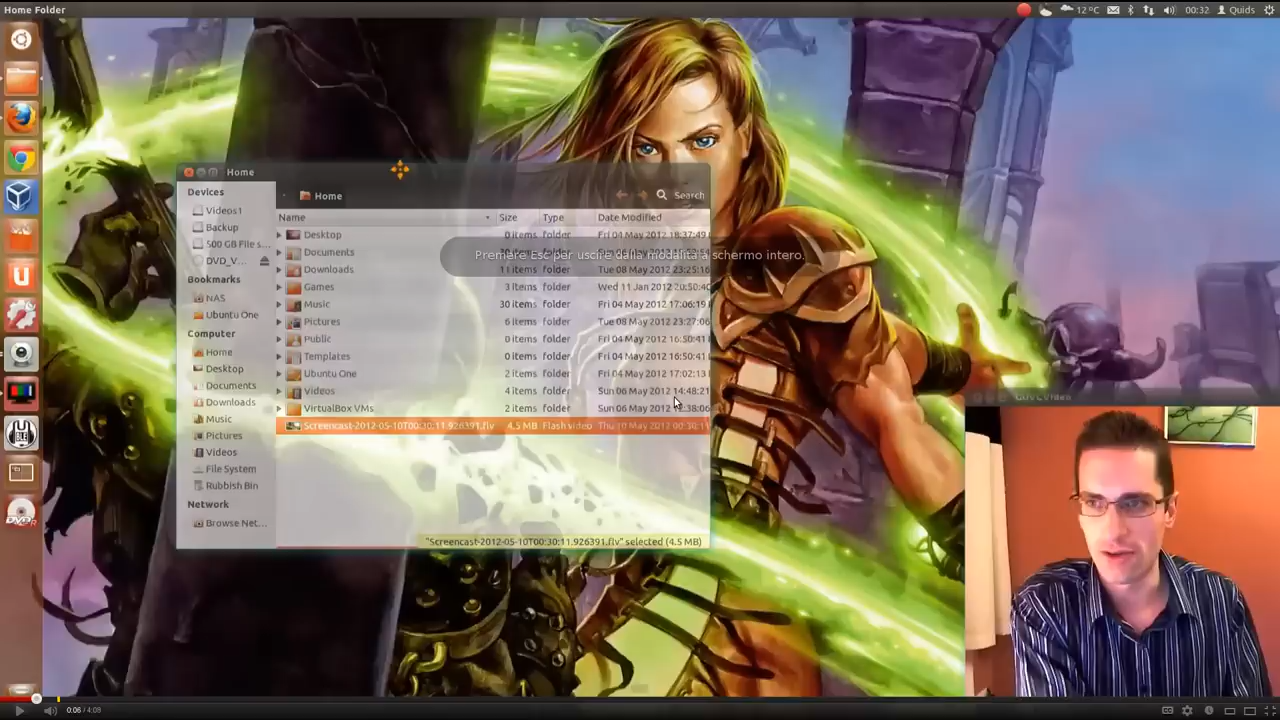 Home Folder
12 °C
00:32
Quids
Home
Devices
Home
Search
Videos1
Name
Size
Type
Date Modified
Backup
Desktop
0 items
folder
Fri 04 May 2012 18:37:49
500 GB File s...
Documents
folder
DVD_V...
Premere Esc per uscire dalla modalità a schermo intero.
Downloads
11 items
folder
Tue 08 May 2012 23:25:16
Bookmarks
Games
3 items
folder
Wed 11 Jan 2012 20:50:40
NAS
Music
30 items
folder
Fri 04 May 2012 17:06:19
Ubuntu One
Pictures
6 items
folder
Tue 08 May 2012 23:27:06
Computer
Public
0 items
folder
Fri 04 May 2012 16:50:41
Home
Templates
0 items
folder
Fri 04 May 2012 16:50:41
Desktop
Ubuntu One
2 items
folder
Fri 04 May 2012 17:02:13
Documents
Videos
4 items
folder
Sun 06 May 2012 14:48:21
Downloads
VirtualBox VMs
2 items
folder
Sun 06 May 2012
:38:06
Music
Screencast-2012-05-10T00:30:11.926391.flv
4.5 MB
Flash video
Thu 10 May 2012 00:30:11
Pictures
Videos
File System
Rubbish Bin
Network
Browse Net...
"Screencast-2012-05-10T00:30:11.926391.flv" selected (4.5 MB)
GUVCVideo
0:06 / 4:08